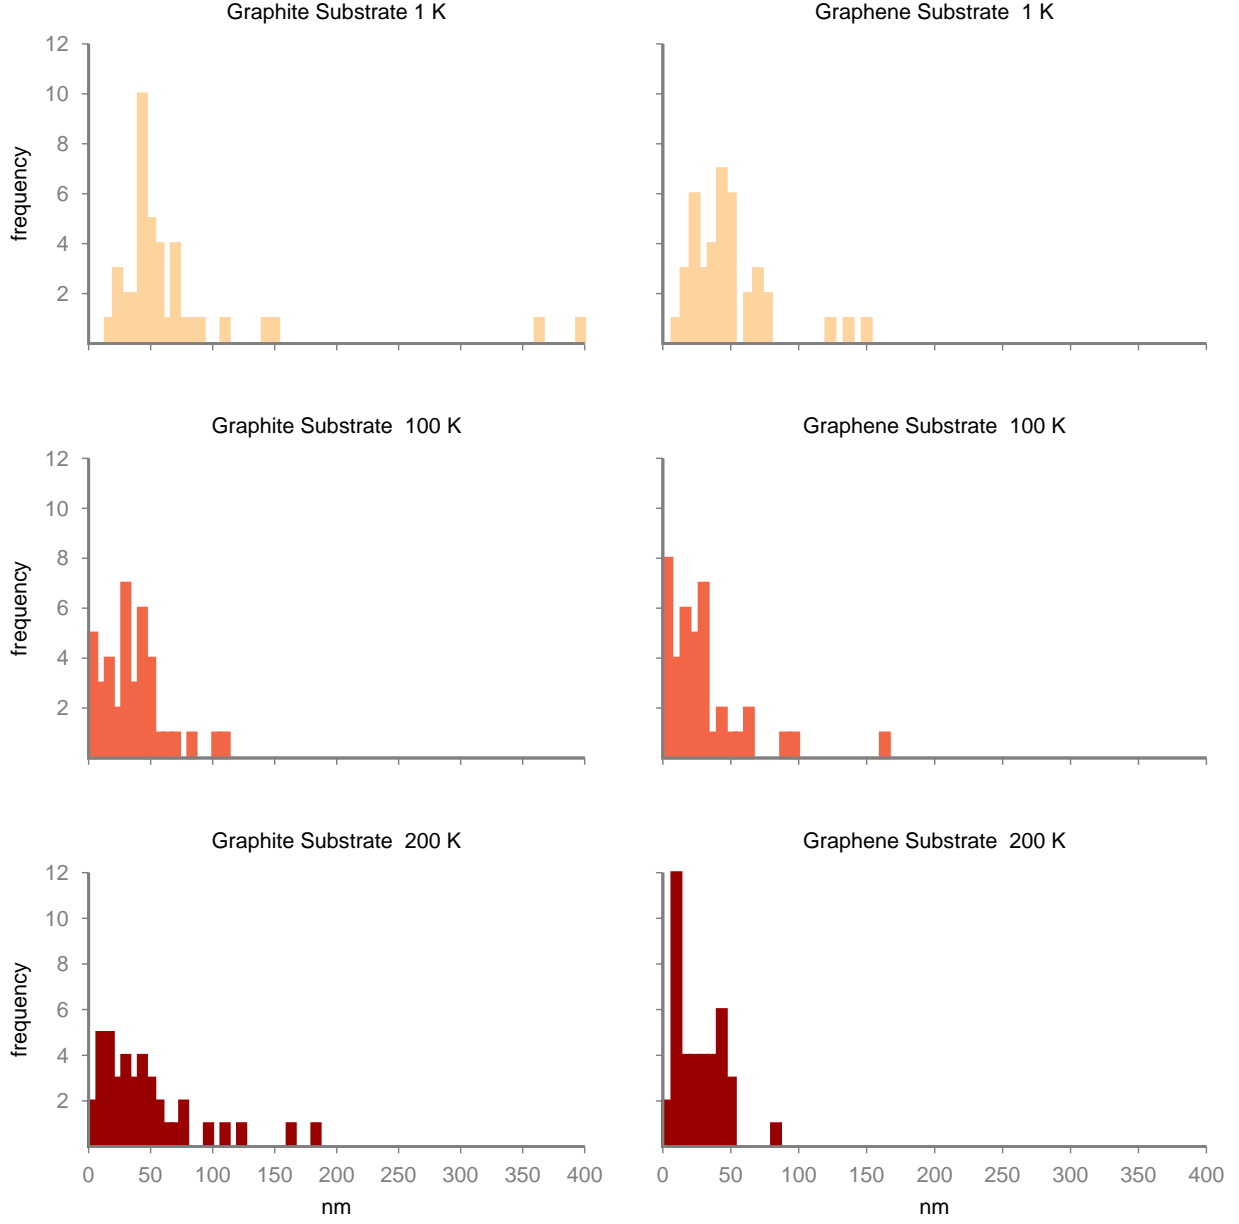 Graphite Substrate 1 K
Graphene Substrate 1 K
12
10
8
6
4
2
frequency
Graphite Substrate 100 K
Graphene Substrate 100 K
12
10
8
6
4
2
frequency
Graphite Substrate 200 K
Graphene Substrate 200 K
12
10
8
6
4
2
frequency
0 50 100 150 200 250 300 350 400
0 50 100 150 200 250 300 350 400
nm
nm